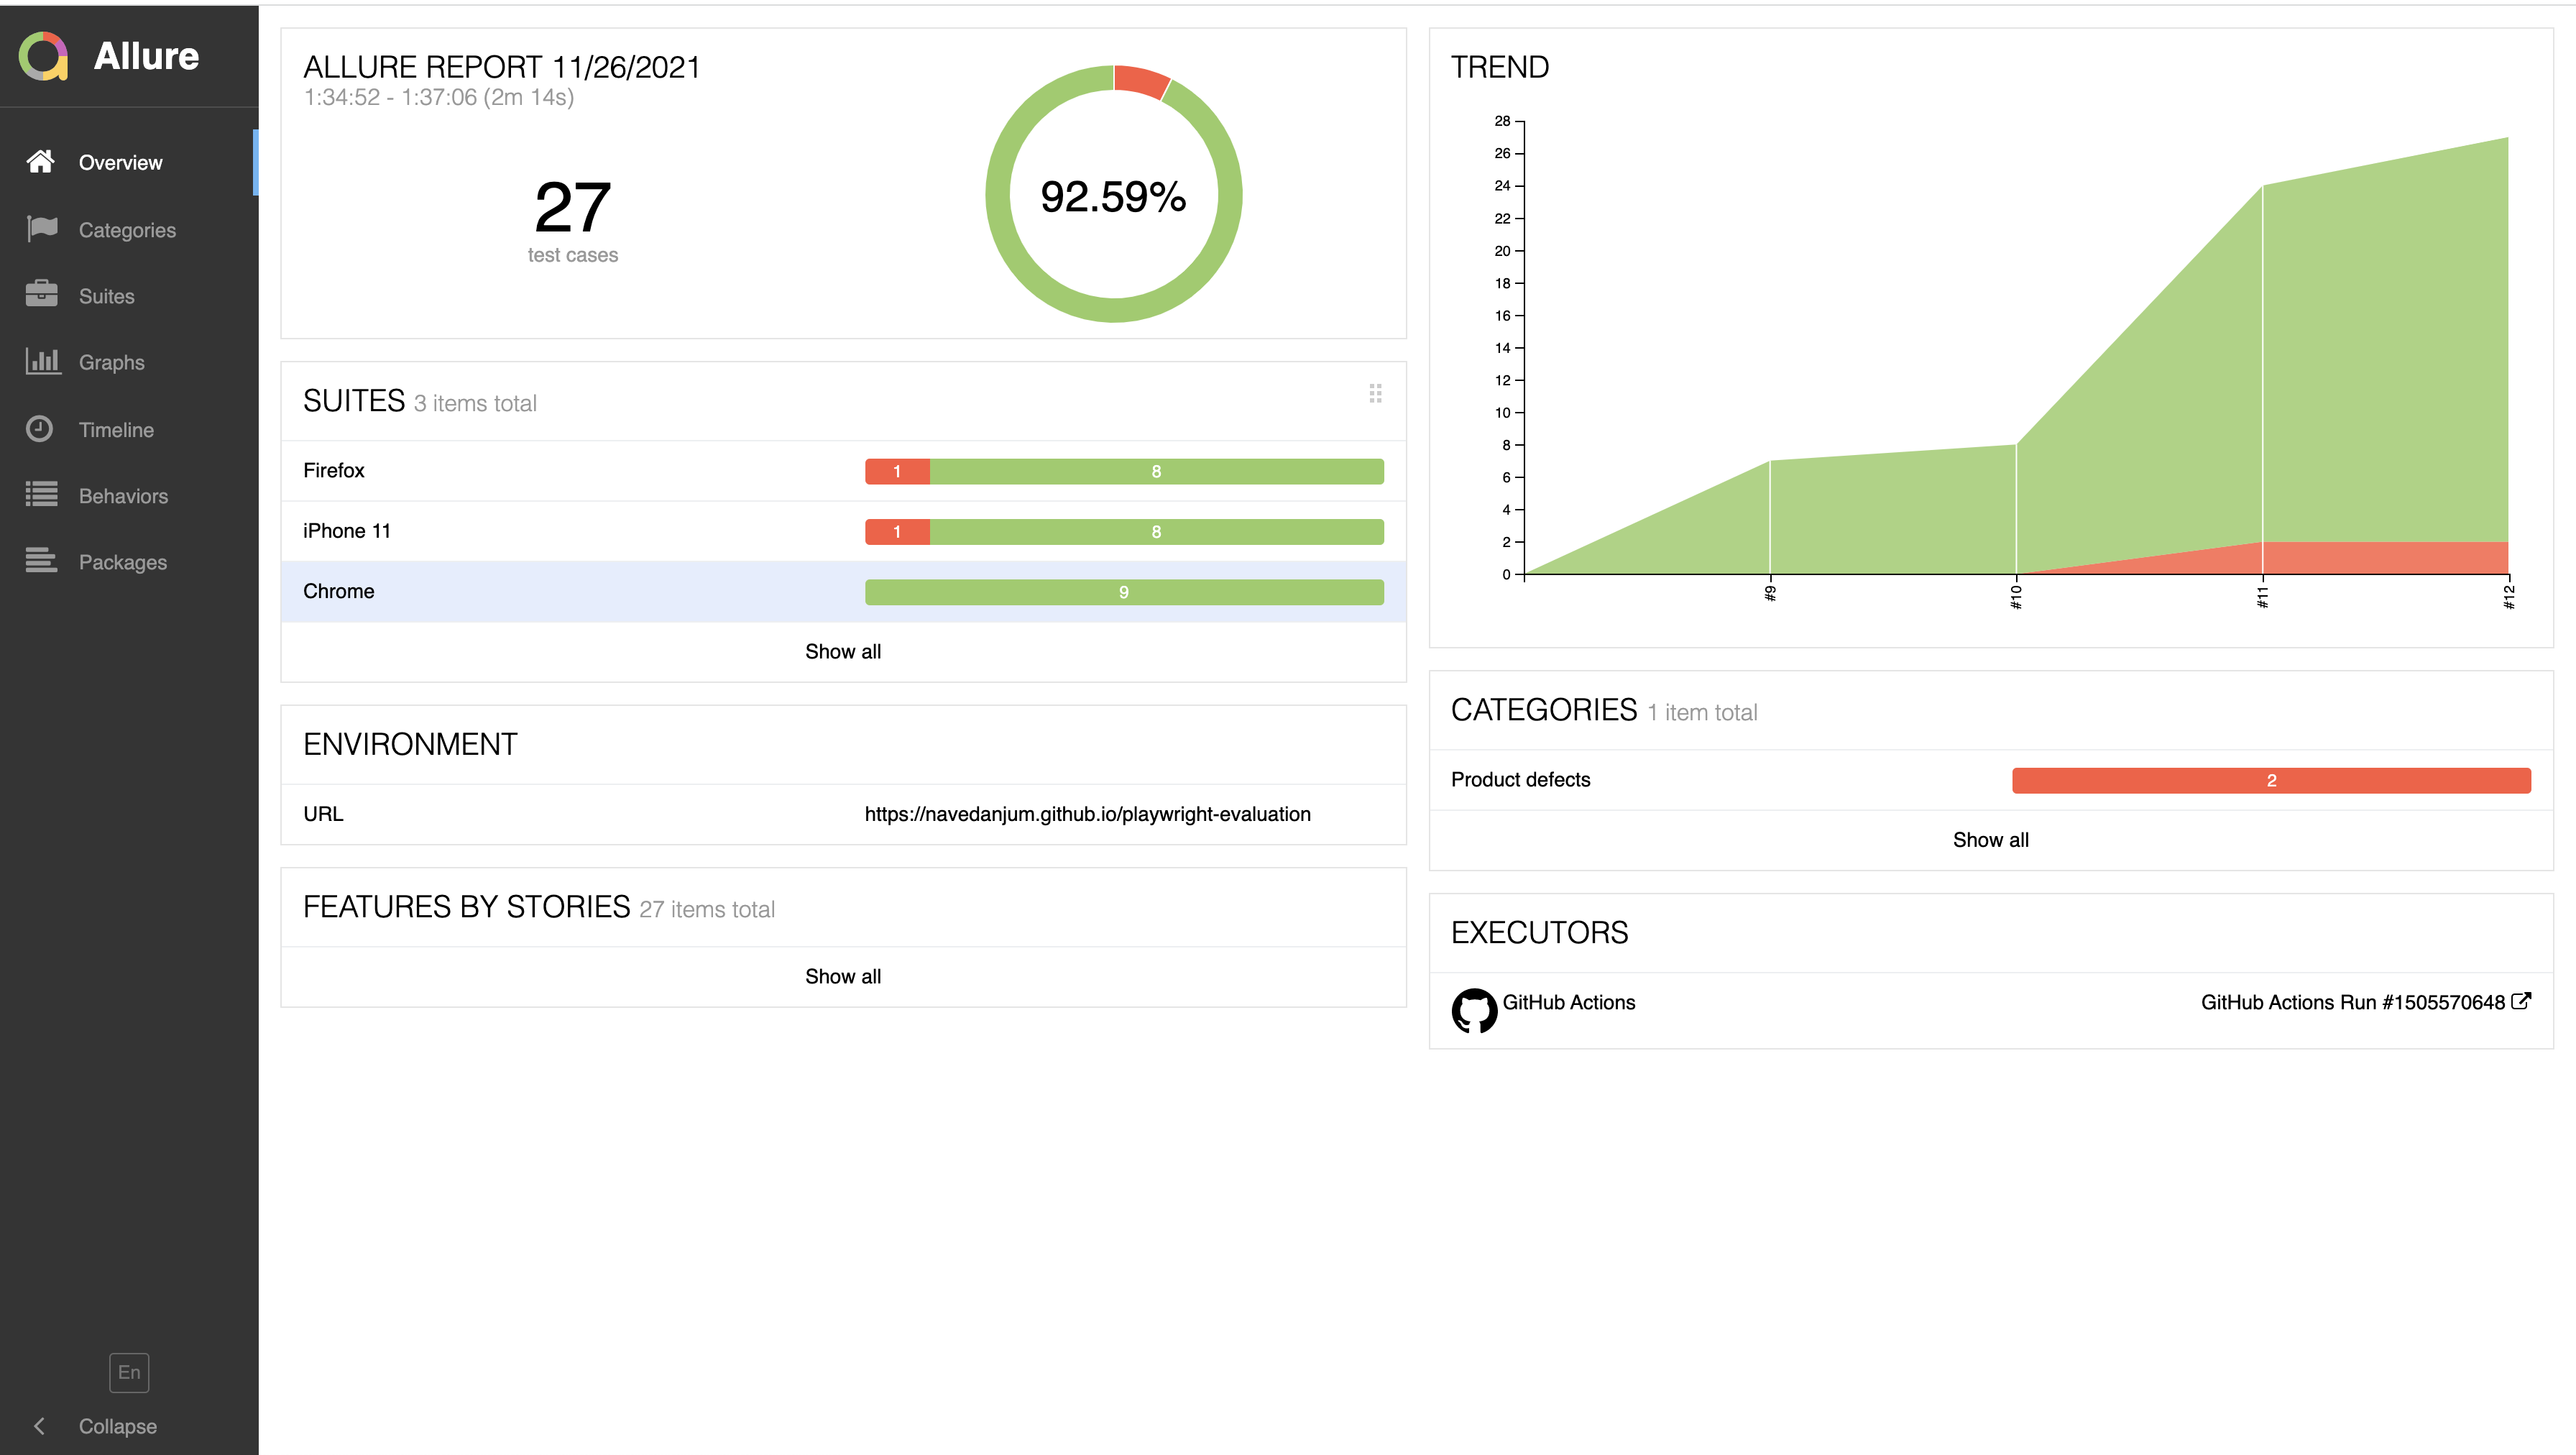 Allure
Overview
Categories
Suites
Graphs
Timeline
Behaviors
Packages
En
Collapse
ALLURE REPORT 11/26/2021
1:34:52 - 1:37:06 (2m 14s)
27
test cases
92.59%
SUITES 3 items total
Firefox 1 8
iPhone 11 1 8
Chrome 9
Show all
ENVIRONMENT
URL https://navedanjum.github.io/playwright-evaluation
FEATURES BY STORIES 27 items total
Show all
TREND
28
26
24
22
20
18
16
14
12
10
8
6
4
2
0
#9 #10 #11 #12
CATEGORIES 1 item total
Product defects 2
Show all
EXECUTORS
GitHub Actions GitHub Actions Run #1505570648